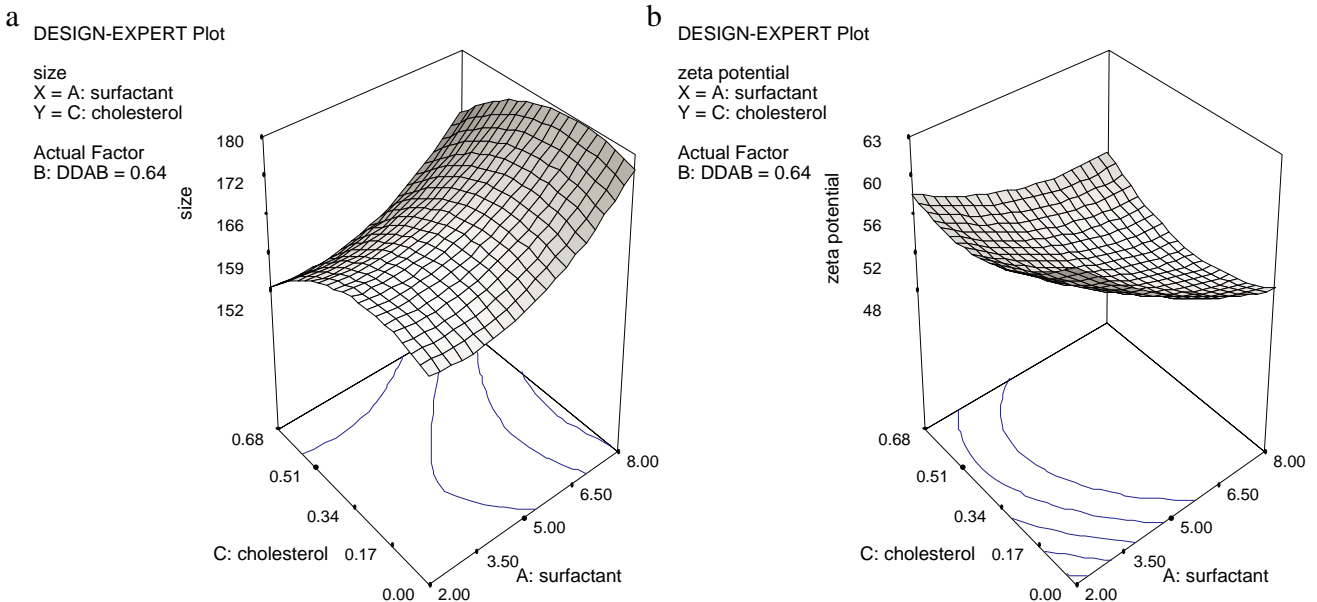 a
DESIGN-EXPERT Plot
size
X = A: surfactant
Y = C: cholesterol
Actual Factor
B: DDAB = 0.64
180
172
166
159
152
size
0.68
0.51
0.34
0.17
0.00
C: cholesterol
2.00
3.50
5.00
6.50
8.00
A: surfactant
b
DESIGN-EXPERT Plot
zeta potential
X = A: surfactant
Y = C: cholesterol
Actual Factor
B: DDAB = 0.64
63
60
56
52
48
zeta potential
0.68
0.51
0.34
0.17
0.00
C: cholesterol
2.00
3.50
5.00
6.50
8.00
A: surfactant